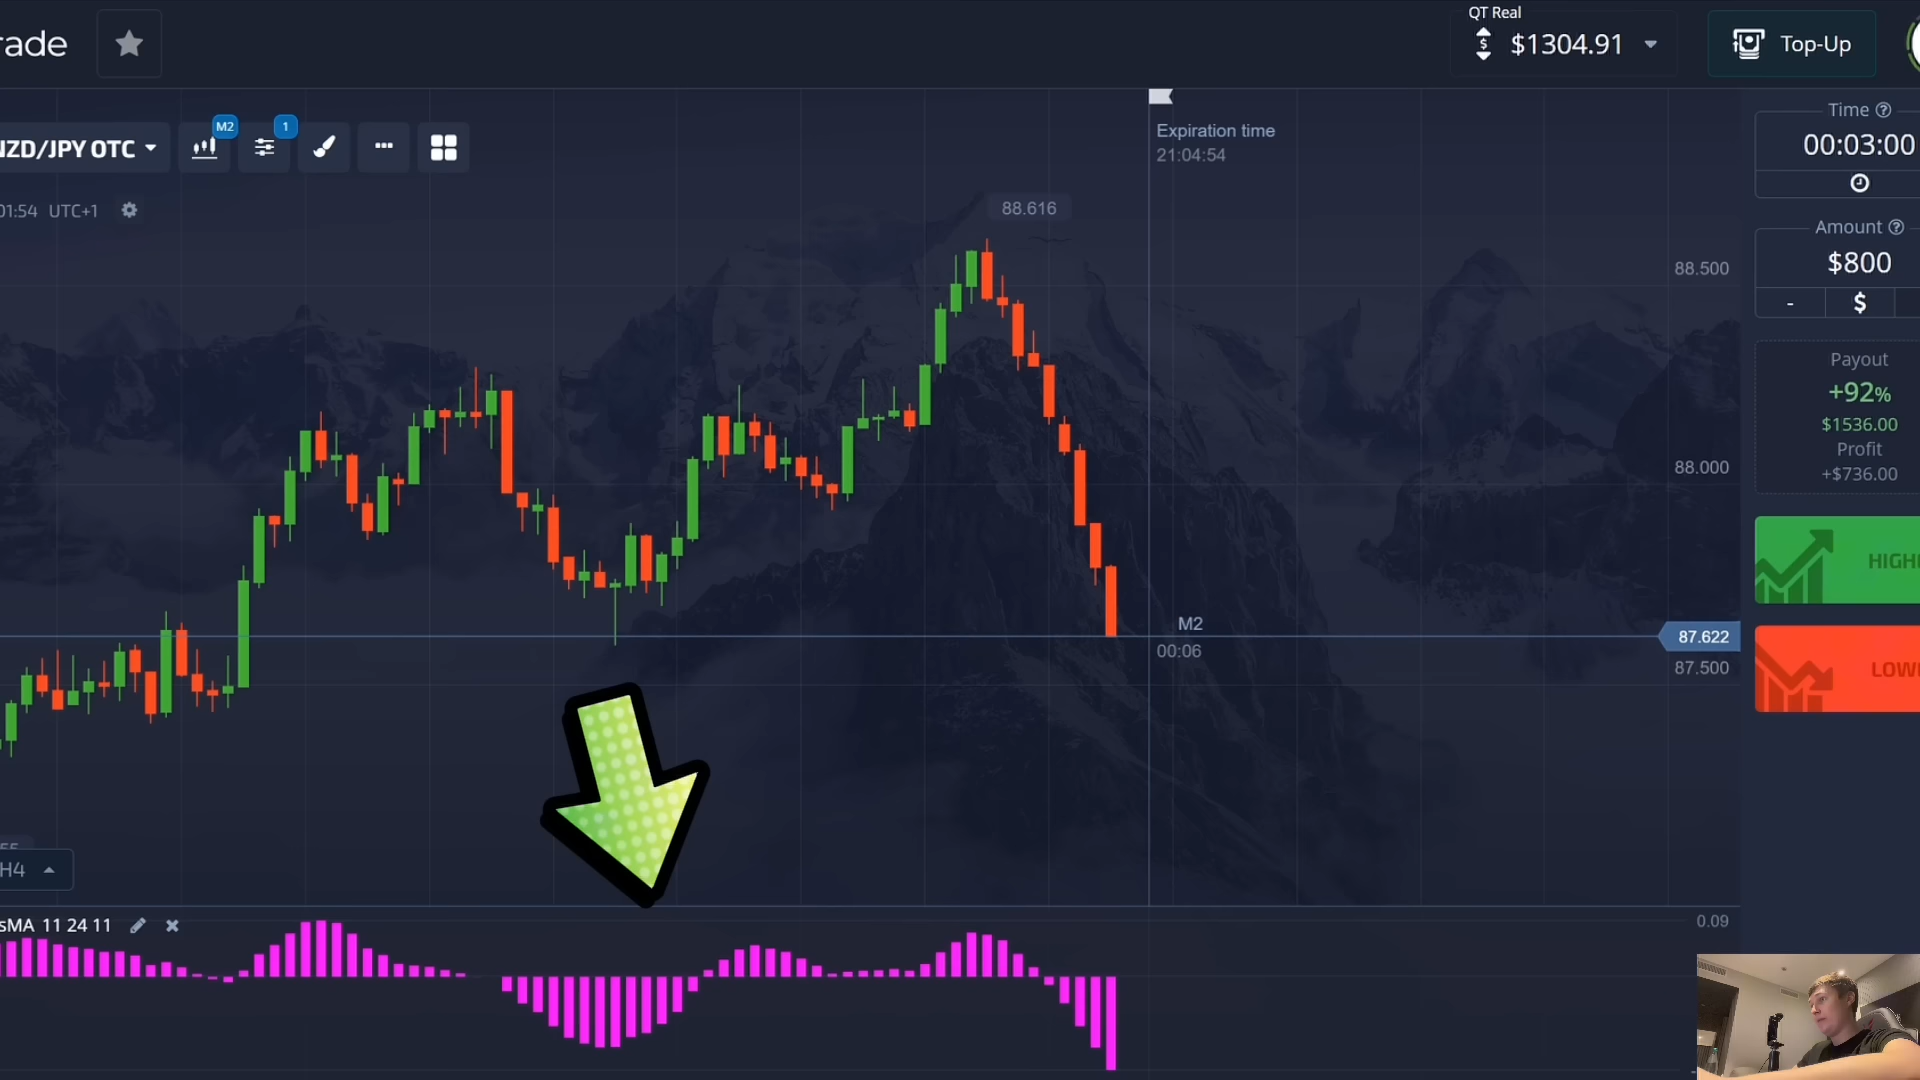 rade
QT Real
$1304.91
Top-Up
M2
1
NZD/JPY OTC
01:54 UTC+1
Expiration time
21:04:54
88.616
88.500
88.000
87.622
87.500
M2
00:06
Time
00:03:00
Amount
$800
- $
Payout
+92%
$1536.00
Profit
+$736.00
HIGH
LOW
H4
sMA 11 24 11
0.09